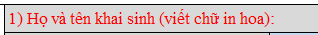 1) Họ và tên khai sinh (viết chữ in hoa):